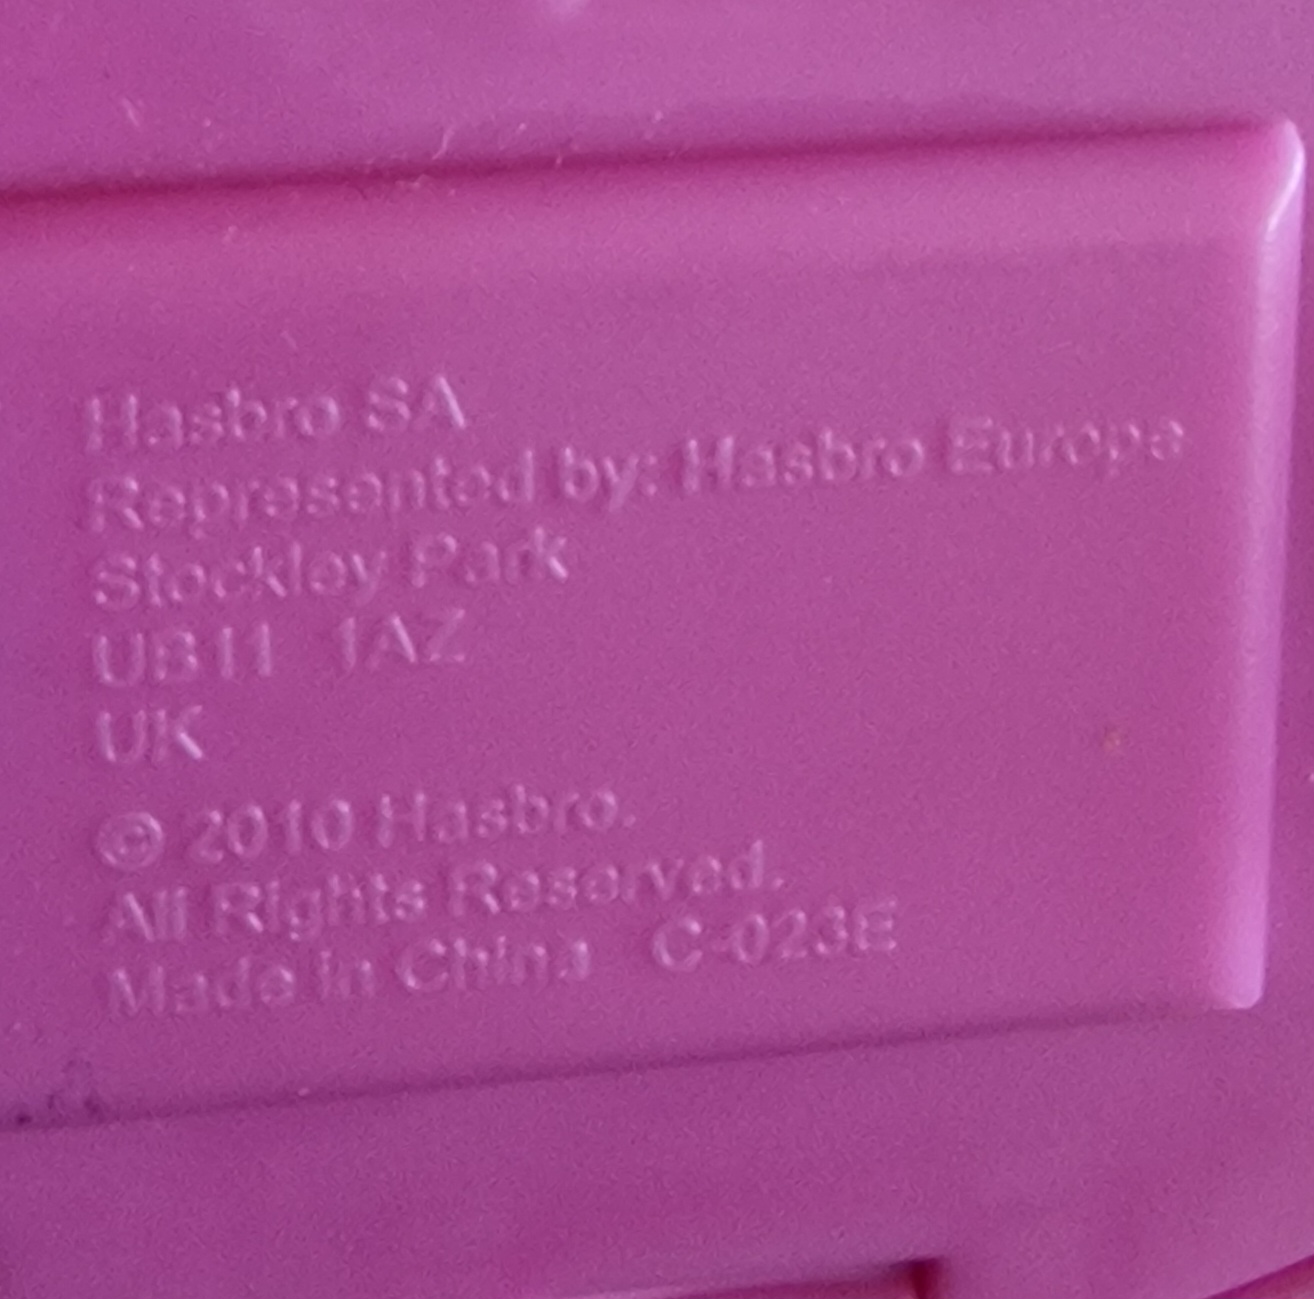 Hasbro SA
Represented by: Hasbro Europe
Stockley Park
UB11 1AZ
UK
© 2010 Hasbro.
All Rights Reserved.
Made in China C-023E